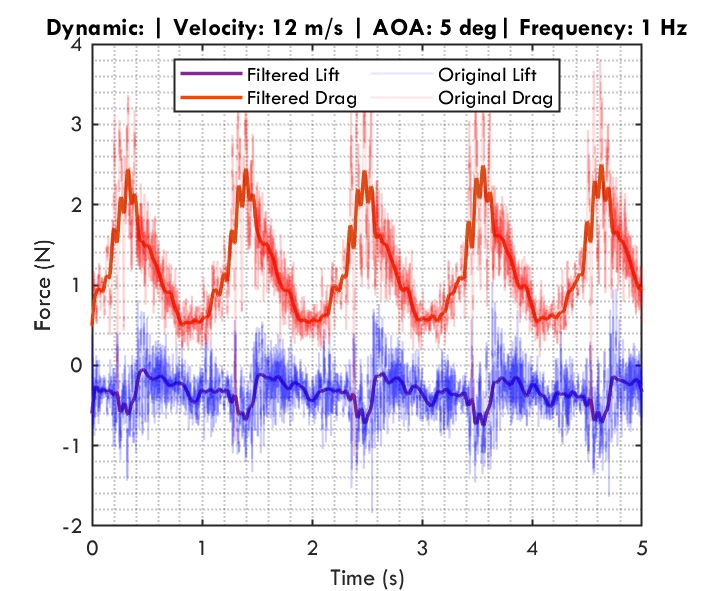 Dynamic: | Velocity: 12 m/s | AOA: 5 deg| Frequency: 1 Hz
Filtered Lift Original Lift
Filtered Drag Original Drag
4
3
2
1
0
-1
-2
Force (N)
0 1 2 3 4 5
Time (s)